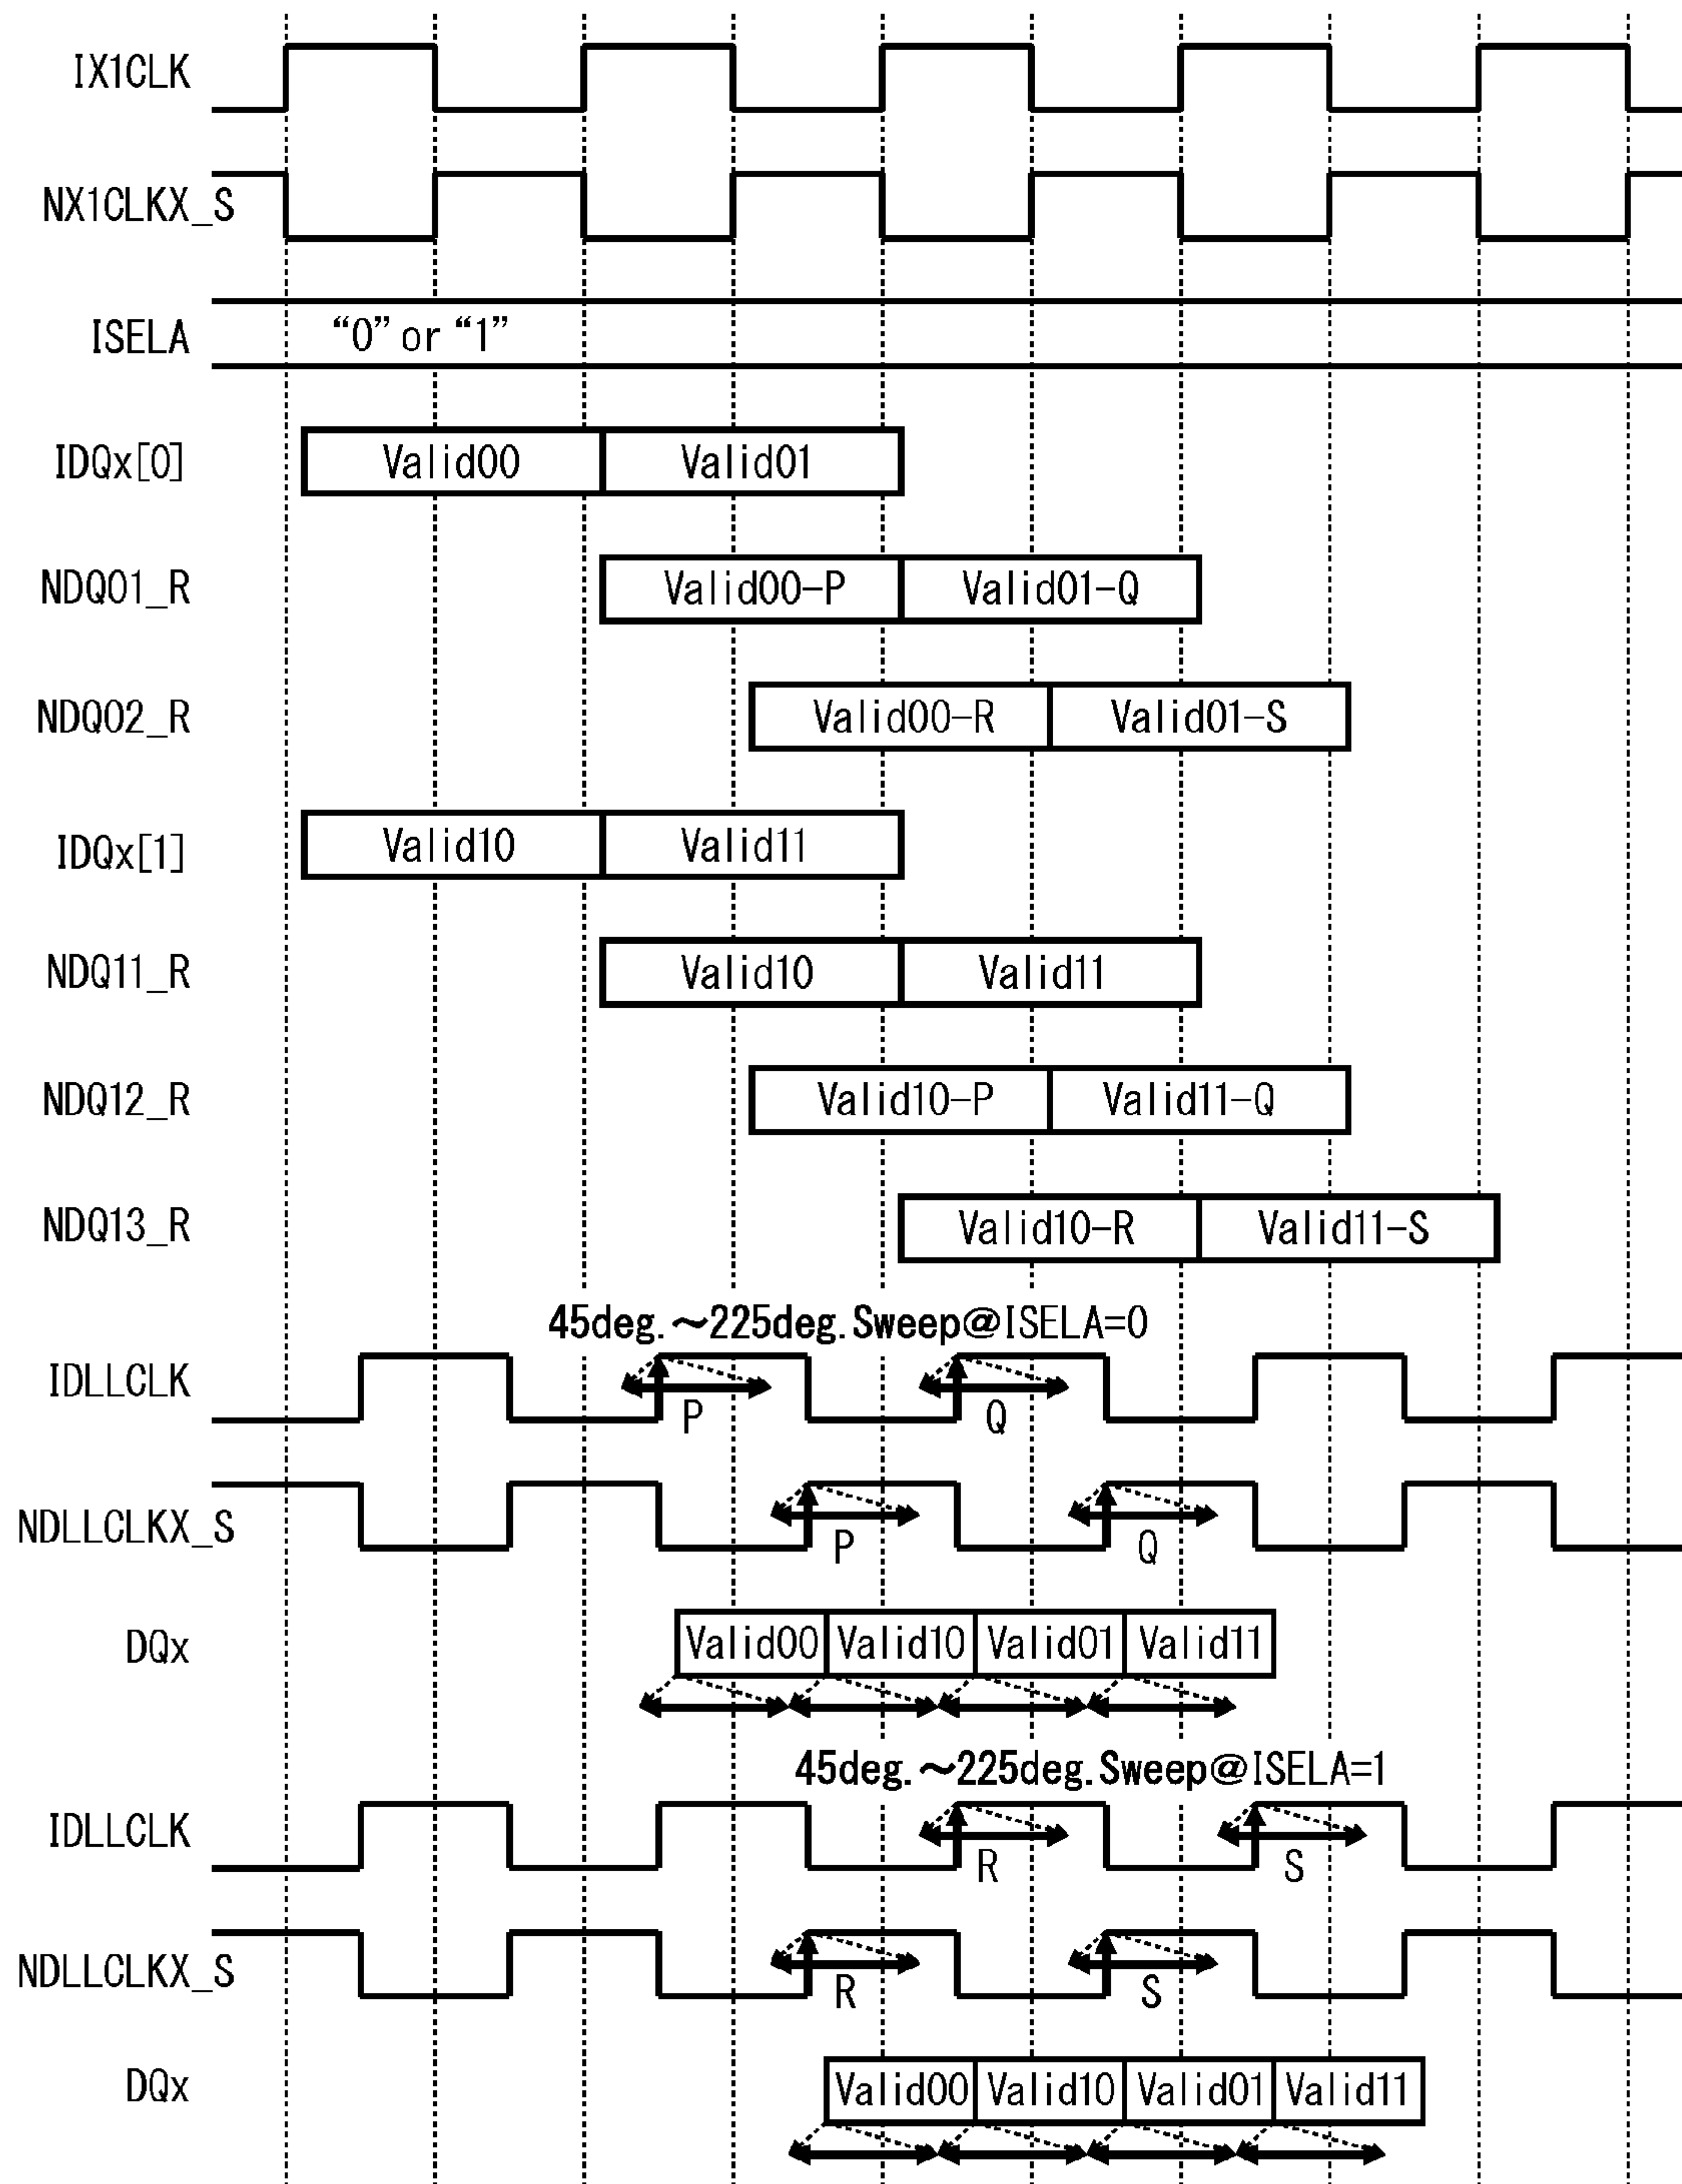 IX1CLK
NX1CLKX_S
ISELA "0" or "1"
IDQx[0] Valid00 Valid01
NDQ01_R Valid00-P Valid01-Q
NDQ02_R Valid00-R Valid01-S
IDQx[1] Valid10 Valid11
NDQ11_R Valid10 Valid11
NDQ12_R Valid10-P Valid11-Q
NDQ13_R Valid10-R Valid11-S
45deg.～225deg.Sweep@ISELA=0
IDLLCLK P Q
NDLLCLKX_S P Q
DQx Valid00 Valid10 Valid01 Valid11
45deg.～225deg.Sweep@ISELA=1
IDLLCLK R S
NDLLCLKX_S R S
DQx Valid00 Valid10 Valid01 Valid11